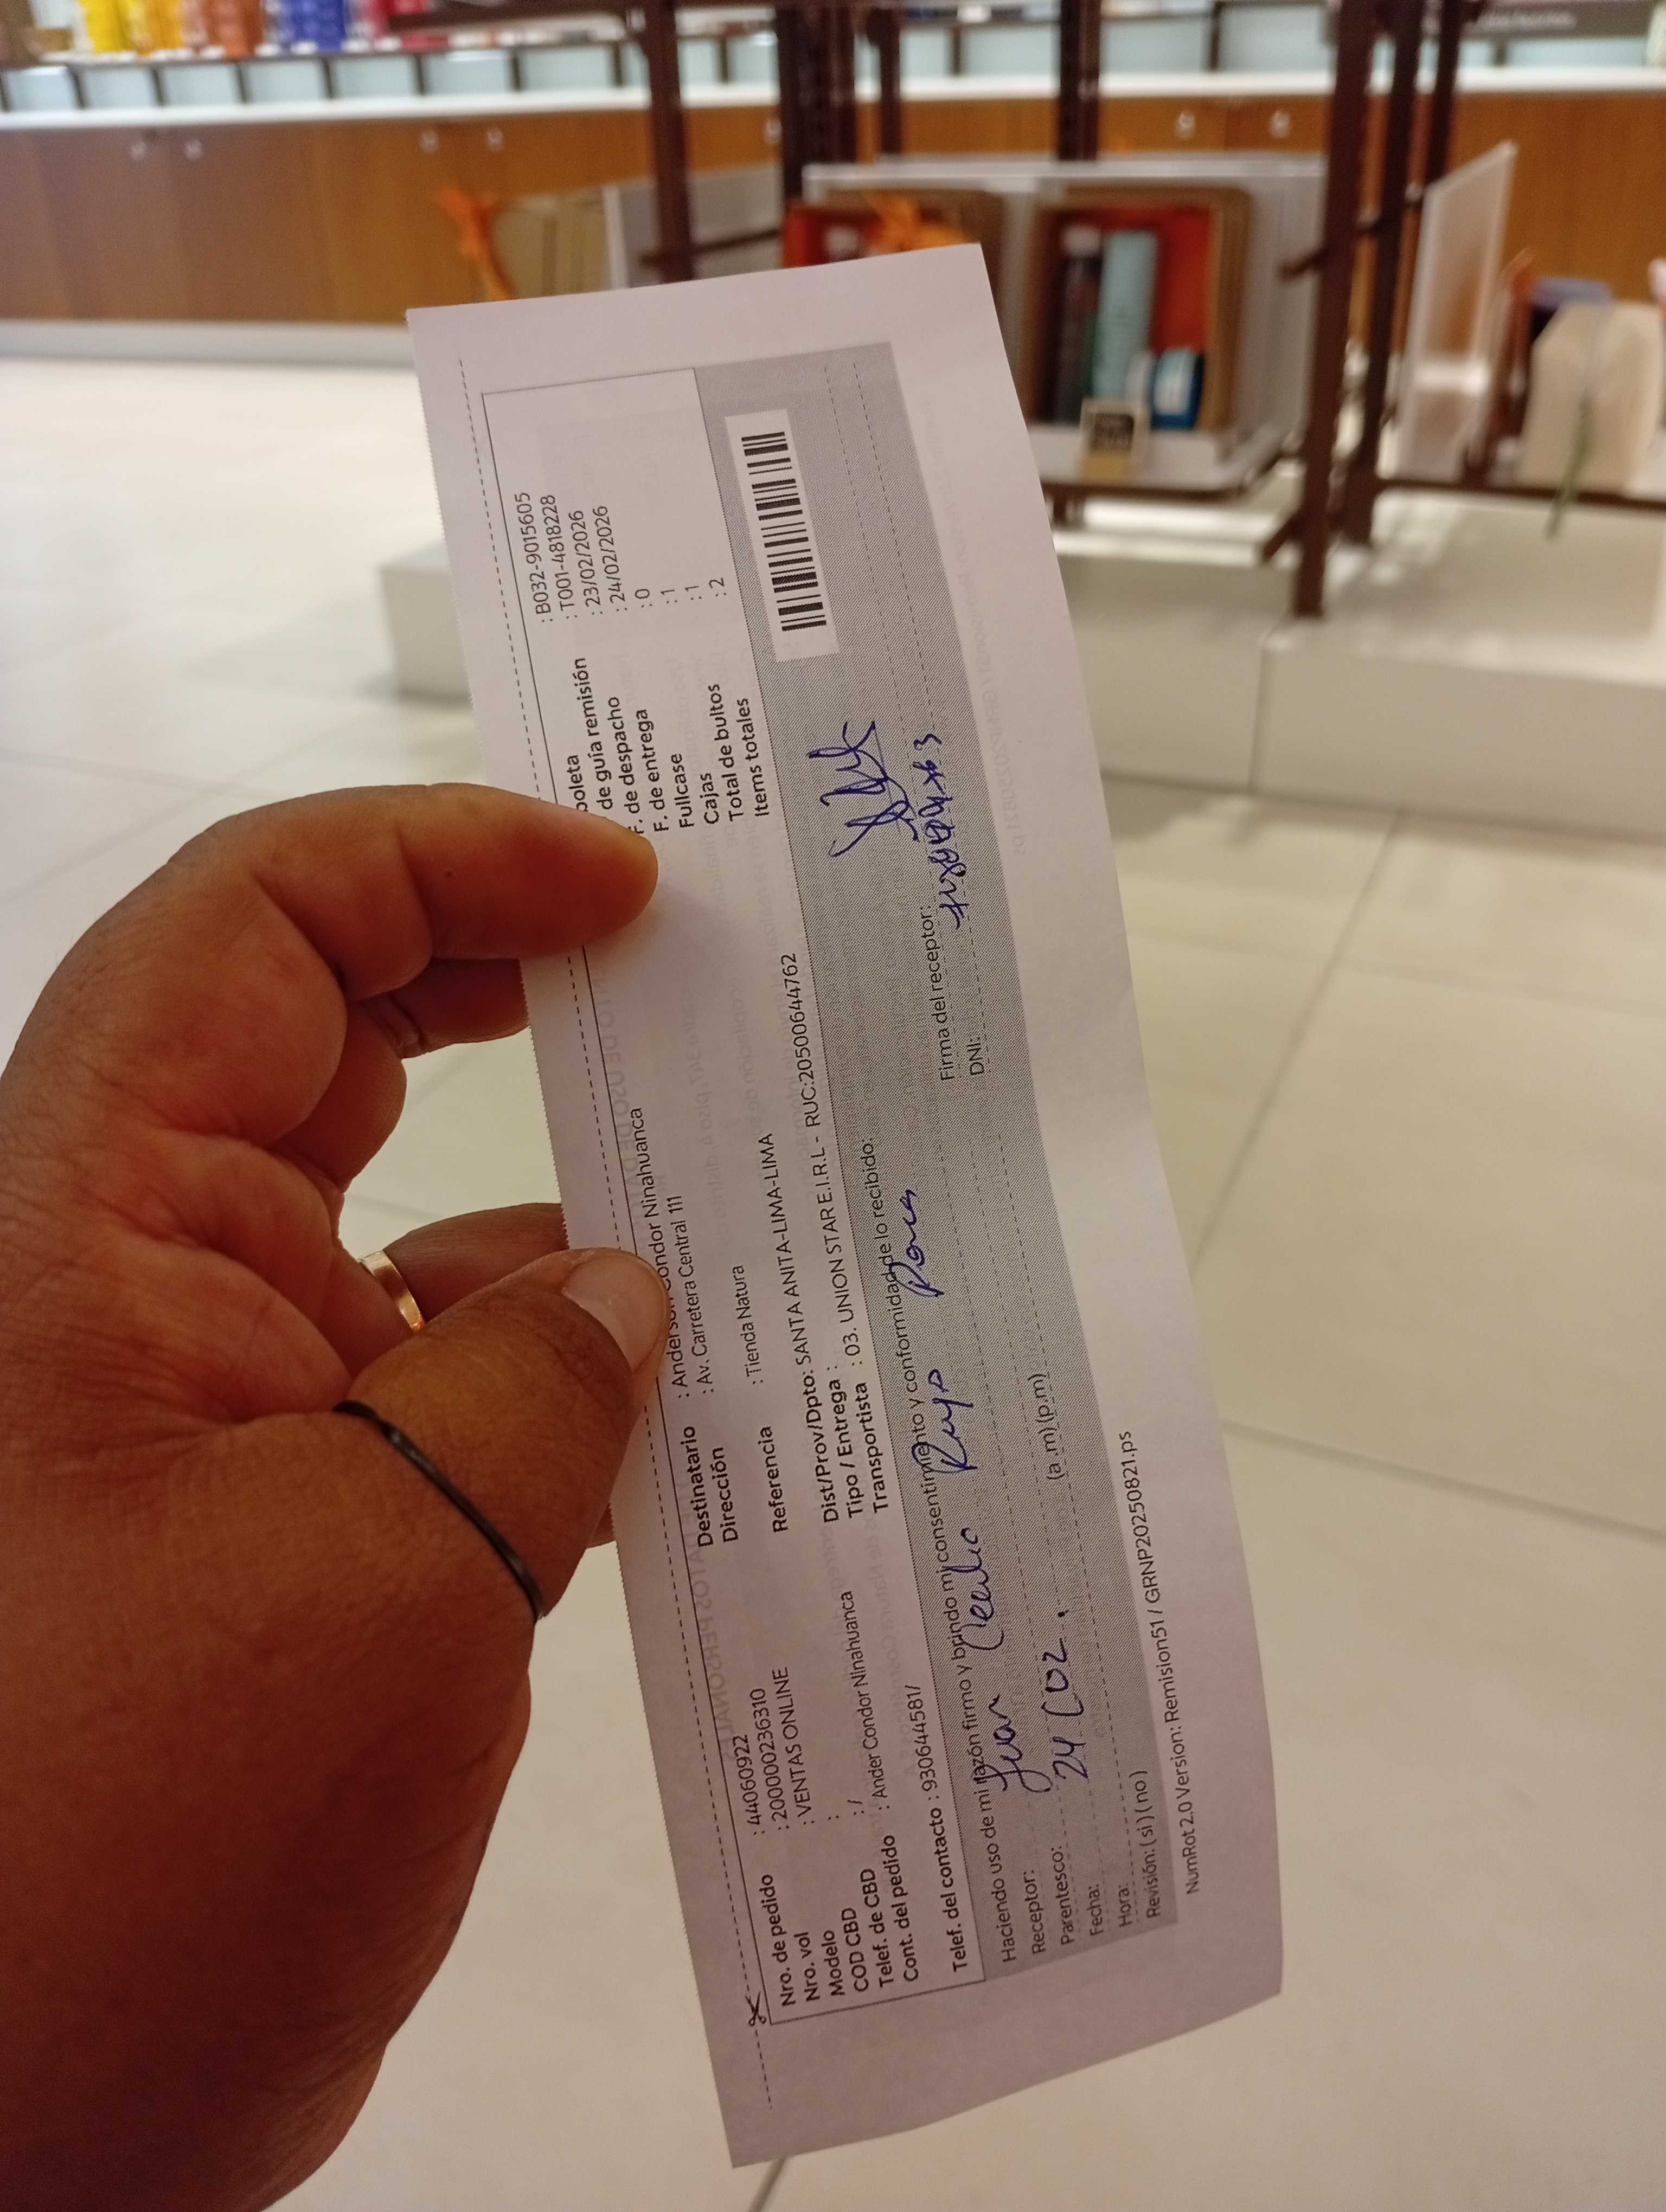 Nro. de pedido : 44060922
Nro. vol : 200000236310
Modelo : VENTAS ONLINE
COD CBD :
Telef. de CBD : /
Cont. del pedido : Ander Condor Ninahuanca
Telef. del contacto : 930644581/
Destinatario : Anderson Condor Ninahuanca
Dirección : Av. Carretera Central 111
Referencia : Tienda Natura
Dist/Prov/Dpto: SANTA ANITA-LIMA-LIMA
Tipo / Entrega :
Transportista : 03. UNION STAR E.I.R.L - RUC:20500644762
boleta : B032-9015605
de guía remisión : T001-4818228
F. de despacho : 23/02/2026
F. de entrega : 24/02/2026
Fullcase : 0
Cajas : 1
Total de bultos : 1
Items totales : 2
Haciendo uso de mi razón firmo y brindo mi consentimiento y conformidad de lo recibido:
Receptor: Juan
Parentesco:
Fecha: 24
Hora: (a.m)(p.m)
Revisión: (si)(no)
Firma del receptor:
DNI:
NumRot 2.0 Version: Remision51 / GRNP20250821.ps